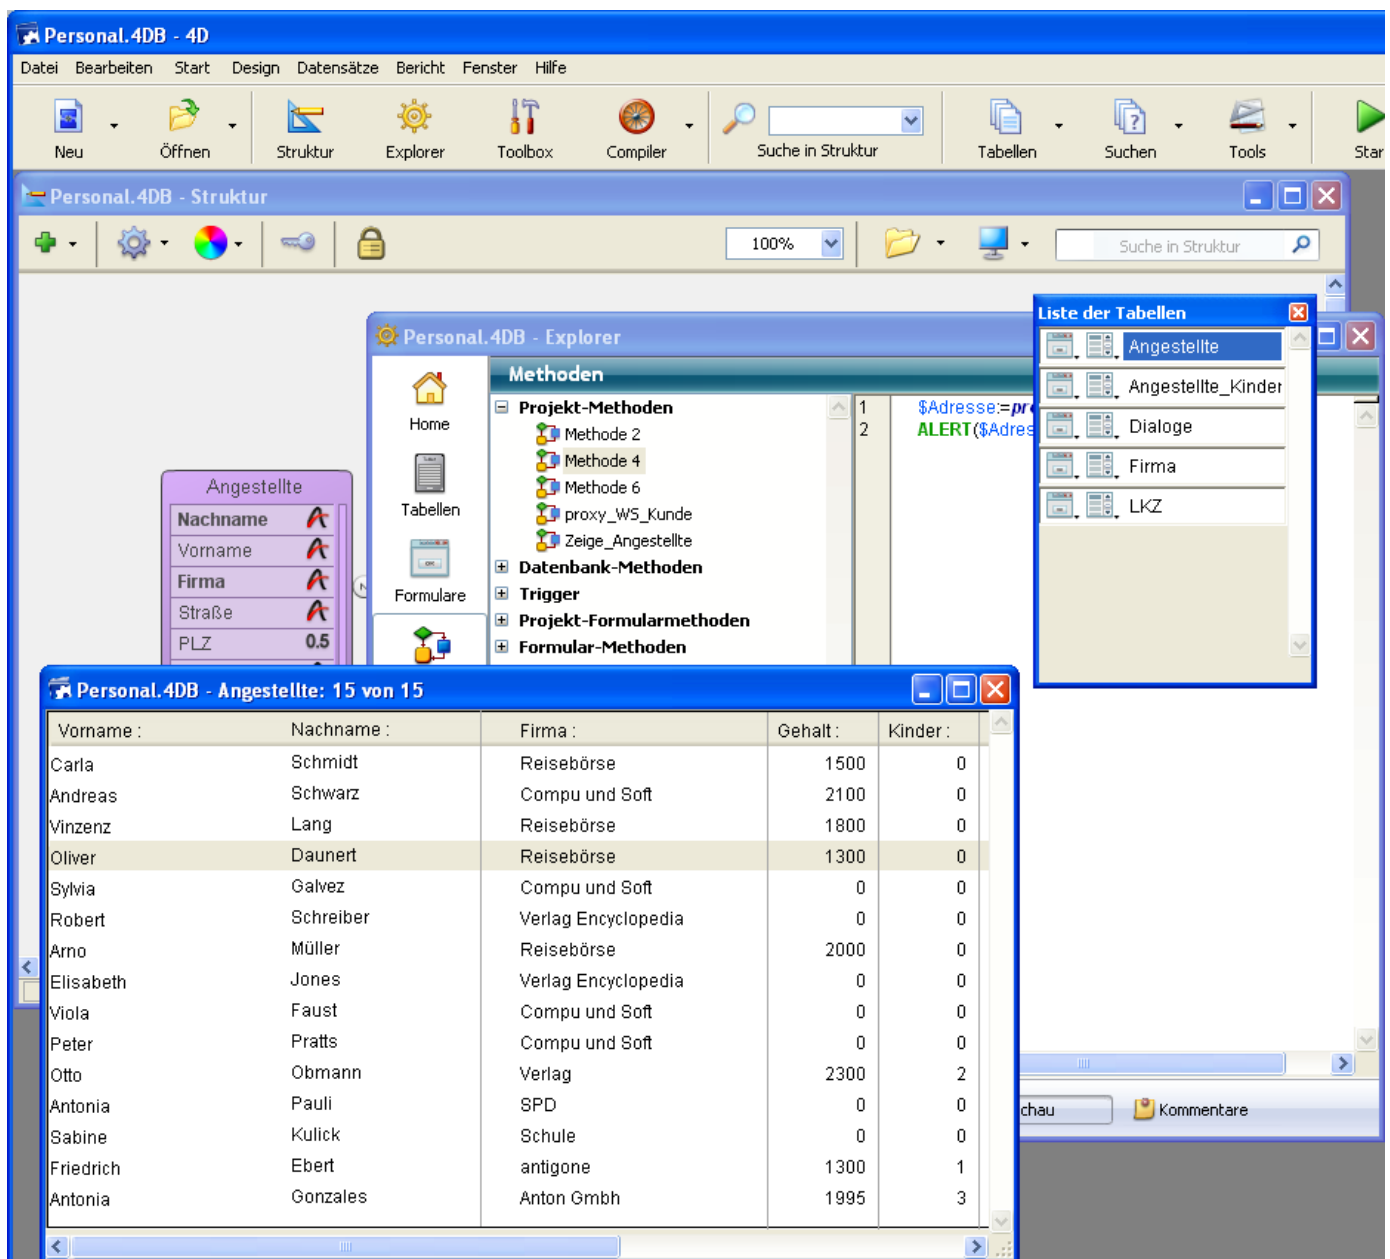 Personal.4DB - 4D
Datei Bearbeiten Start Design Datensätze Bericht Fenster Hilfe
Neu Öffnen Struktur Explorer Toolbox Compiler Suche in Struktur Tabellen Suchen Tools Star
Personal.4DB - Struktur
100% Suche in Struktur
Liste der Tabellen
Angestellte
Angestellte_Kinder
Dialoge
Firma
LKZ
Personal.4DB - Explorer
Home
Tabellen
Formulare
Methoden
Projekt-Methoden
Methode 2
Methode 4
Methode 6
proxy_WS_Kunde
Zeige_Angestellte
Datenbank-Methoden
Trigger
Projekt-Formularmethoden
Formular-Methoden
1 $Adresse:=pro
2 ALERT($Adres
Angestellte
Nachname
Vorname
Firma
Straße
PLZ 0.5
Personal.4DB - Angestellte: 15 von 15
Vorname : Nachname : Firma : Gehalt : Kinder :
Carla Schmidt Reisebörse 1500 0
Andreas Schwarz Compu und Soft 2100 0
Vinzenz Lang Reisebörse 1800 0
Oliver Daunert Reisebörse 1300 0
Sylvia Galvez Compu und Soft 0 0
Robert Schreiber Verlag Encyclopedia 0 0
Arno Müller Reisebörse 2000 0
Elisabeth Jones Verlag Encyclopedia 0 0
Viola Faust Compu und Soft 0 0
Peter Pratts Compu und Soft 0 0
Otto Obmann Verlag 2300 2
Antonia Pauli SPD 0 0
Sabine Kulick Schule 0 0
Friedrich Ebert antigone 1300 1
Antonia Gonzales Anton Gmbh 1995 3
chau Kommentare